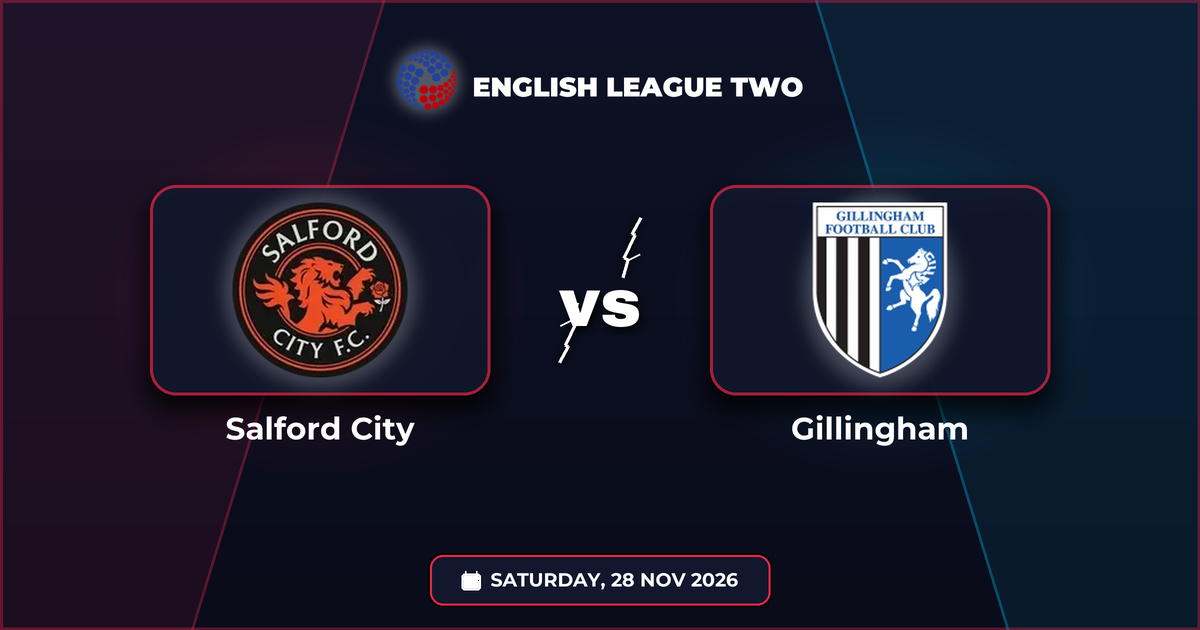 ENGLISH LEAGUE TWO
SALFORD
CITY F.C.
vs
GILLINGHAM
FOOTBALL CLUB
Salford City
Gillingham
SATURDAY, 28 NOV 2026